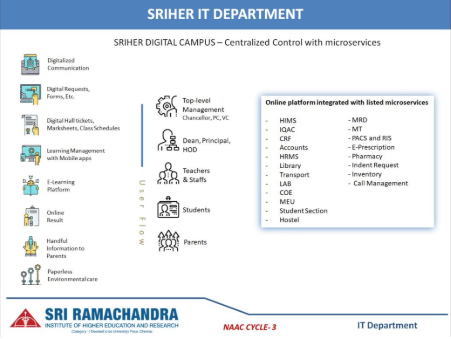 SRIHER IT DEPARTMENT
SRIHER DIGITAL CAMPUS – Centralized Control with microservices
Digitalized
Communication
Digital Requests,
Forms, Etc.
Digital Hall tickets,
Marksheets, Class Schedules
Learning Management
with Mobile apps
E-Learning
Platform
Online
Result
Handful
Information to
Parents
Paperless
Environmental care
User Flow
Top-level
Management
Chancellor, PC, VC
Dean, Principal,
HOD
Teachers
& Staffs
Students
Parents
Online platform integrated with listed microservices
- HIMS
- IQAC
- CRF
- Accounts
- HRMS
- Library
- Transport
- LAB
- COE
- MEU
- Student Section
- Hostel
- MRD
- MT
- PACS and RIS
- E-Prescription
- Pharmacy
- Indent Request
- Inventory
- Call Management
SRI RAMACHANDRA
INSTITUTE OF HIGHER EDUCATION AND RESEARCH
NAAC CYCLE- 3
IT Department